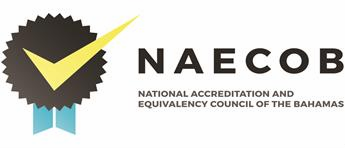 NAECOB
NATIONAL ACCREDITATION AND
EQUIVALENCY COUNCIL OF THE BAHAMAS